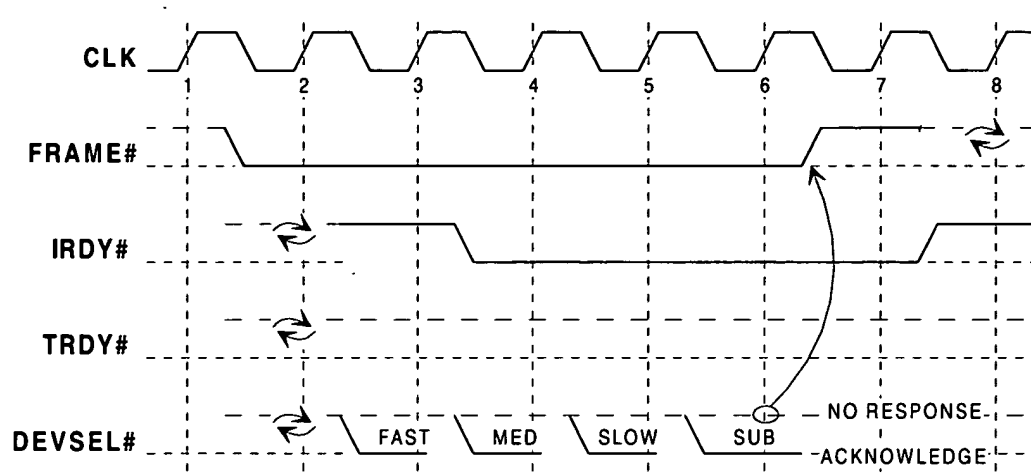 CLK
1 2 3 4 5 6 7 8
FRAME#
IRDY#
TRDY#
DEVSEL#
FAST MED SLOW SUB
NO RESPONSE
ACKNOWLEDGE